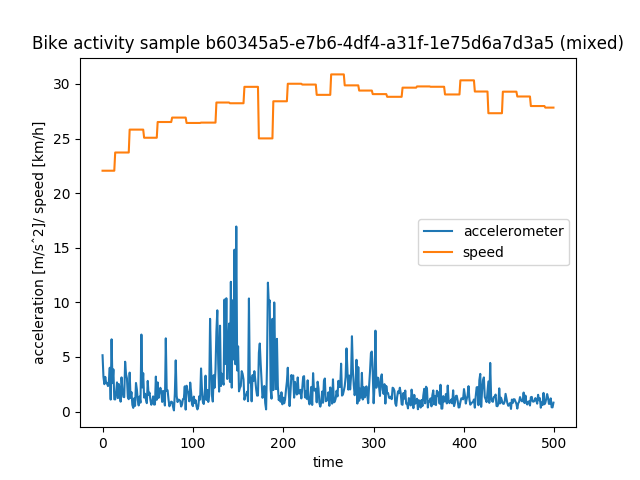 Bike activity sample b60345a5-e7b6-4df4-a31f-1e75d6a7d3a5 (mixed)
acceleration [m/s^2]/ speed [km/h]
30
25
20
15
10
5
0
accelerometer
speed
0 100 200 300 400 500
time